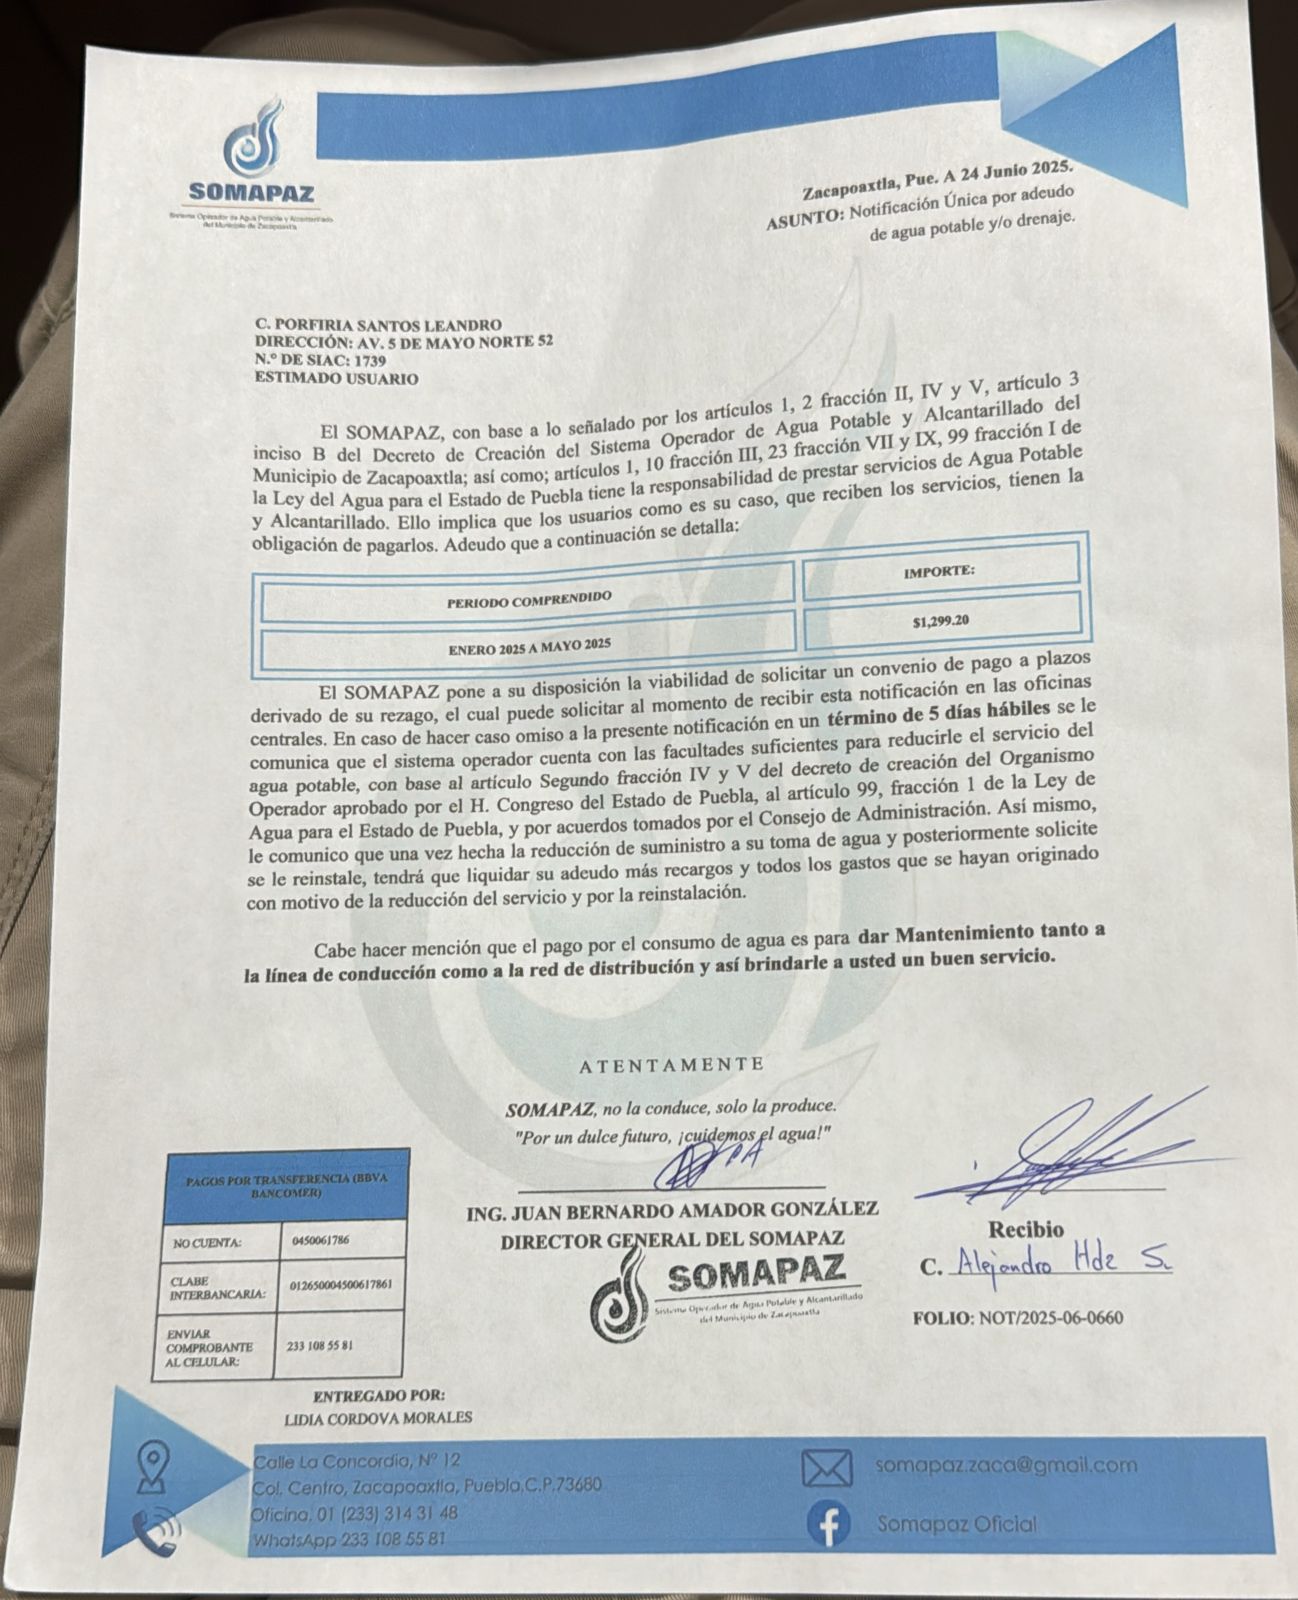 SOMAPAZ
Sistema Operador de Agua Potable y Alcantarillado
del Municipio de Zacapoaxtla
Zacapoaxtla, Pue. A 24 Junio 2025.
ASUNTO: Notificación Única por adeudo
de agua potable y/o drenaje.
C. PORFIRIA SANTOS LEANDRO
DIRECCIÓN: AV. 5 DE MAYO NORTE 52
N.º DE SIAC: 1739
ESTIMADO USUARIO
El SOMAPAZ, con base a lo señalado por los artículos 1, 2 fracción II, IV y V, artículo 3
inciso B del Decreto de Creación del Sistema Operador de Agua Potable y Alcantarillado del
Municipio de Zacapoaxtla; así como; artículos 1, 10 fracción III, 23 fracción VII y IX, 99 fracción I de
la Ley del Agua para el Estado de Puebla tiene la responsabilidad de prestar servicios de Agua Potable
y Alcantarillado. Ello implica que los usuarios como es su caso, que reciben los servicios, tienen la
obligación de pagarlos. Adeudo que a continuación se detalla:
PERIODO COMPRENDIDO
IMPORTE:
ENERO 2025 A MAYO 2025
$1,299.20
El SOMAPAZ pone a su disposición la viabilidad de solicitar un convenio de pago a plazos
derivado de su rezago, el cual puede solicitar al momento de recibir esta notificación en las oficinas
centrales. En caso de hacer caso omiso a la presente notificación en un término de 5 días hábiles se le
comunica que el sistema operador cuenta con las facultades suficientes para reducirle el servicio del
agua potable, con base al artículo Segundo fracción IV y V del decreto de creación del Organismo
Operador aprobado por el H. Congreso del Estado de Puebla, al artículo 99, fracción 1 de la Ley de
Agua para el Estado de Puebla, y por acuerdos tomados por el Consejo de Administración. Así mismo,
le comunico que una vez hecha la reducción de suministro a su toma de agua y posteriormente solicite
se le reinstale, tendrá que liquidar su adeudo más recargos y todos los gastos que se hayan originado
con motivo de la reducción del servicio y por la reinstalación.
Cabe hacer mención que el pago por el consumo de agua es para dar Mantenimiento tanto a
la línea de conducción como a la red de distribución y así brindarle a usted un buen servicio.
ATENTAMENTE
SOMAPAZ, no la conduce, solo la produce.
"Por un dulce futuro, ¡cuidemos el agua!"
PA
ING. JUAN BERNARDO AMADOR GONZÁLEZ
DIRECTOR GENERAL DEL SOMAPAZ
SOMAPAZ
Sistema Operador de Agua Potable y Alcantarillado
del Municipio de Zacapoaxtla
Recibio
C. Alejandro Hdz S.
FOLIO: NOT/2025-06-0660
PAGOS POR TRANSFERENCIA (BBVA
BANCOMER)
NO CUENTA:
0450061786
CLABE
INTERBANCARIA:
012650004500617861
ENVIAR
COMPROBANTE
AL CELULAR:
233 108 55 81
ENTREGADO POR:
LIDIA CORDOVA MORALES
Calle La Concordia, Nº 12
Col. Centro, Zacapoaxtla, Puebla,C.P.73680
Oficina. 01 (233) 314 31 48
WhatsApp 233 108 55 81
somapaz.zaca@gmail.com
Somapaz Oficial